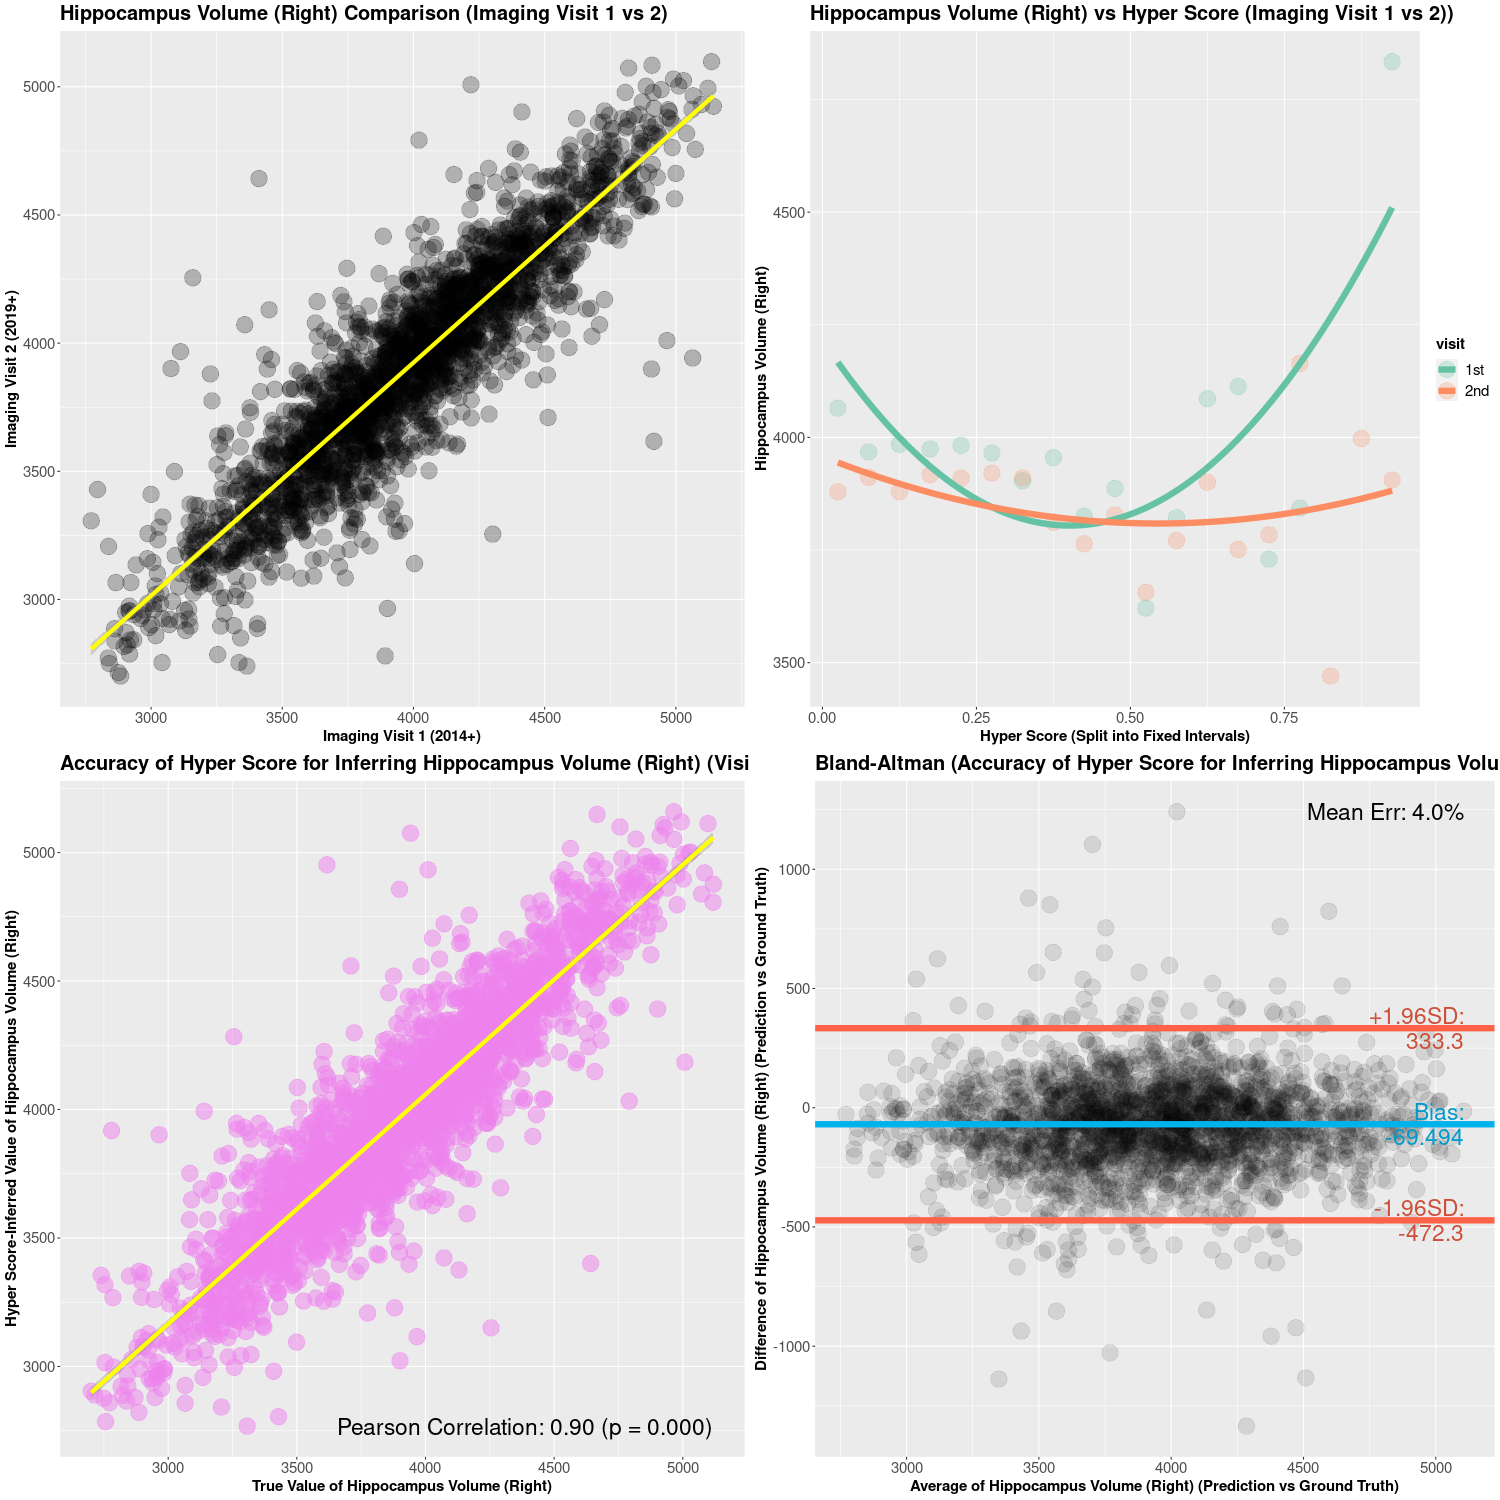 Hippocampus Volume (Right) Comparison (Imaging Visit 1 vs 2)
5000
4500
4000
3500
3000
Imaging Visit 2 (2019+)
3000 3500 4000 4500 5000
Imaging Visit 1 (2014+)
Hippocampus Volume (Right) vs Hyper Score (Imaging Visit 1 vs 2))
4500
4000
3500
Hippocampus Volume (Right)
0.00 0.25 0.50 0.75
Hyper Score (Split into Fixed Intervals)
visit
1st
2nd
Accuracy of Hyper Score for Inferring Hippocampus Volume (Right) (Visi
5000
4500
4000
3500
3000
Hyper Score-Inferred Value of Hippocampus Volume (Right)
Pearson Correlation: 0.90 (p = 0.000)
3000 3500 4000 4500 5000
True Value of Hippocampus Volume (Right)
Bland-Altman (Accuracy of Hyper Score for Inferring Hippocampus Volu
Mean Err: 4.0%
1000
500
0
-500
-1000
Difference of Hippocampus Volume (Right) (Prediction vs Ground Truth)
+1.96SD:
333.3
Bias:
-69.494
-1.96SD:
-472.3
3000 3500 4000 4500 5000
Average of Hippocampus Volume (Right) (Prediction vs Ground Truth)